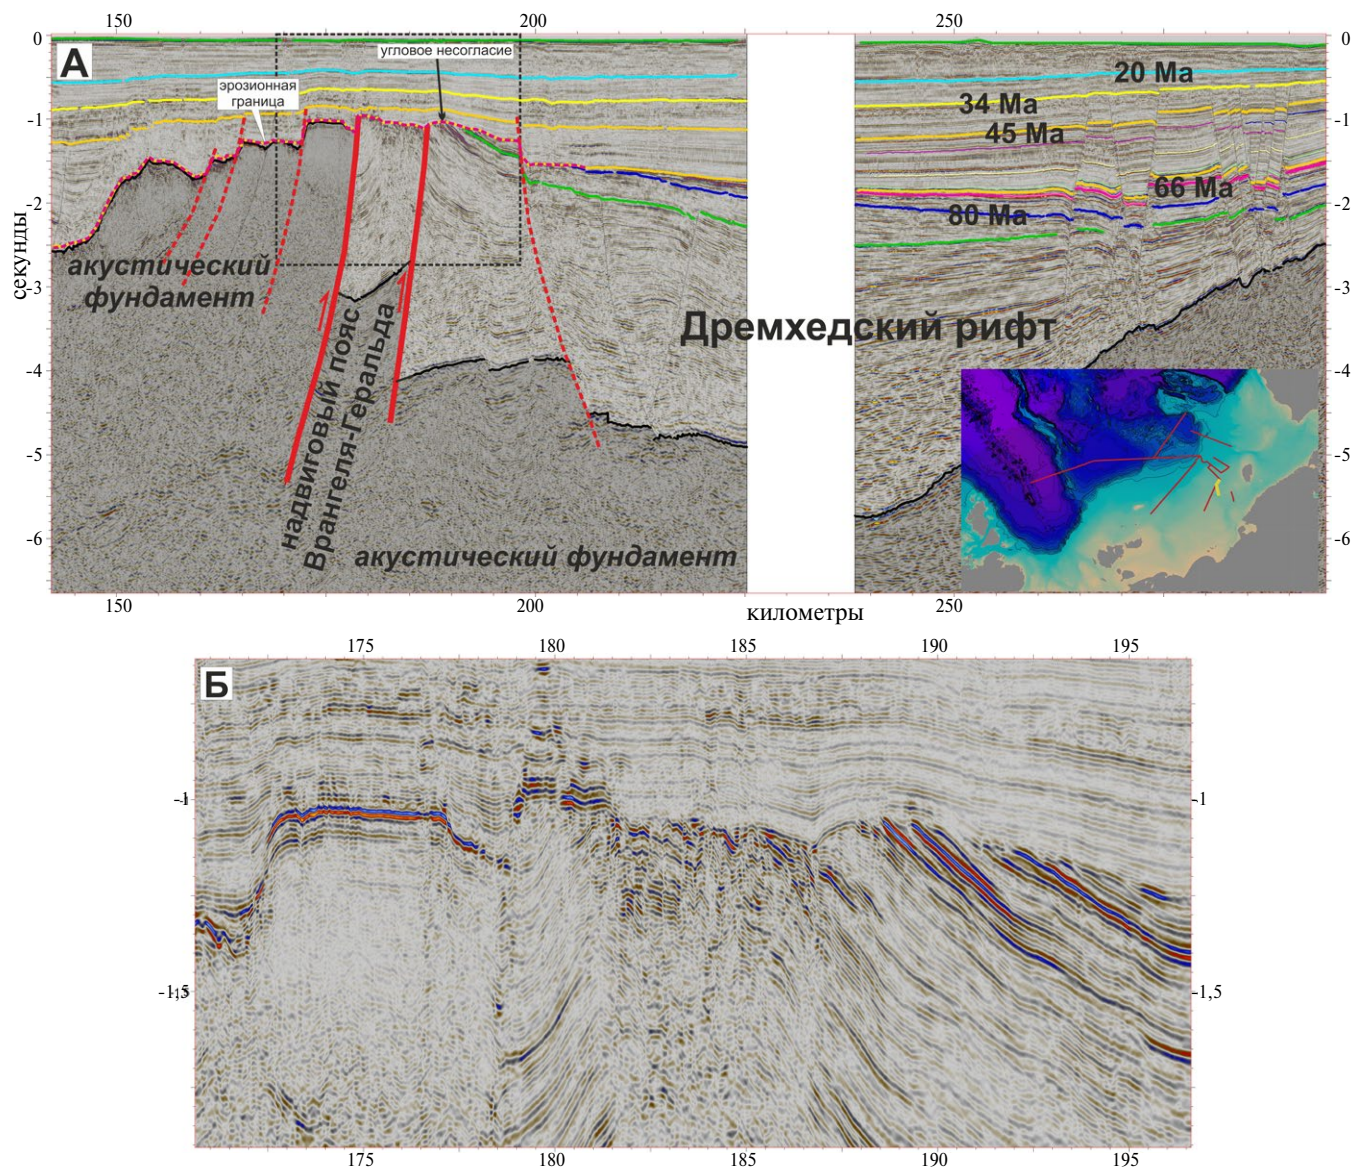 150 200 250
0 0
А
угловое несогласие
20 Ma
эрозионная
граница
34 Ma
-1 -1
45 Ma
66 Ma
-2 -2
80 Ma
секунды
акустический
фундамент
-3 -3
Дремхедский рифт
надвиговый пояс
Врангеля-Геральда
-4 -4
-5 -5
-6 -6
акустический фундамент
150 200 250
километры
175 180 185 190 195
Б
-1 -1
-1,5 -1,5
175 180 185 190 195